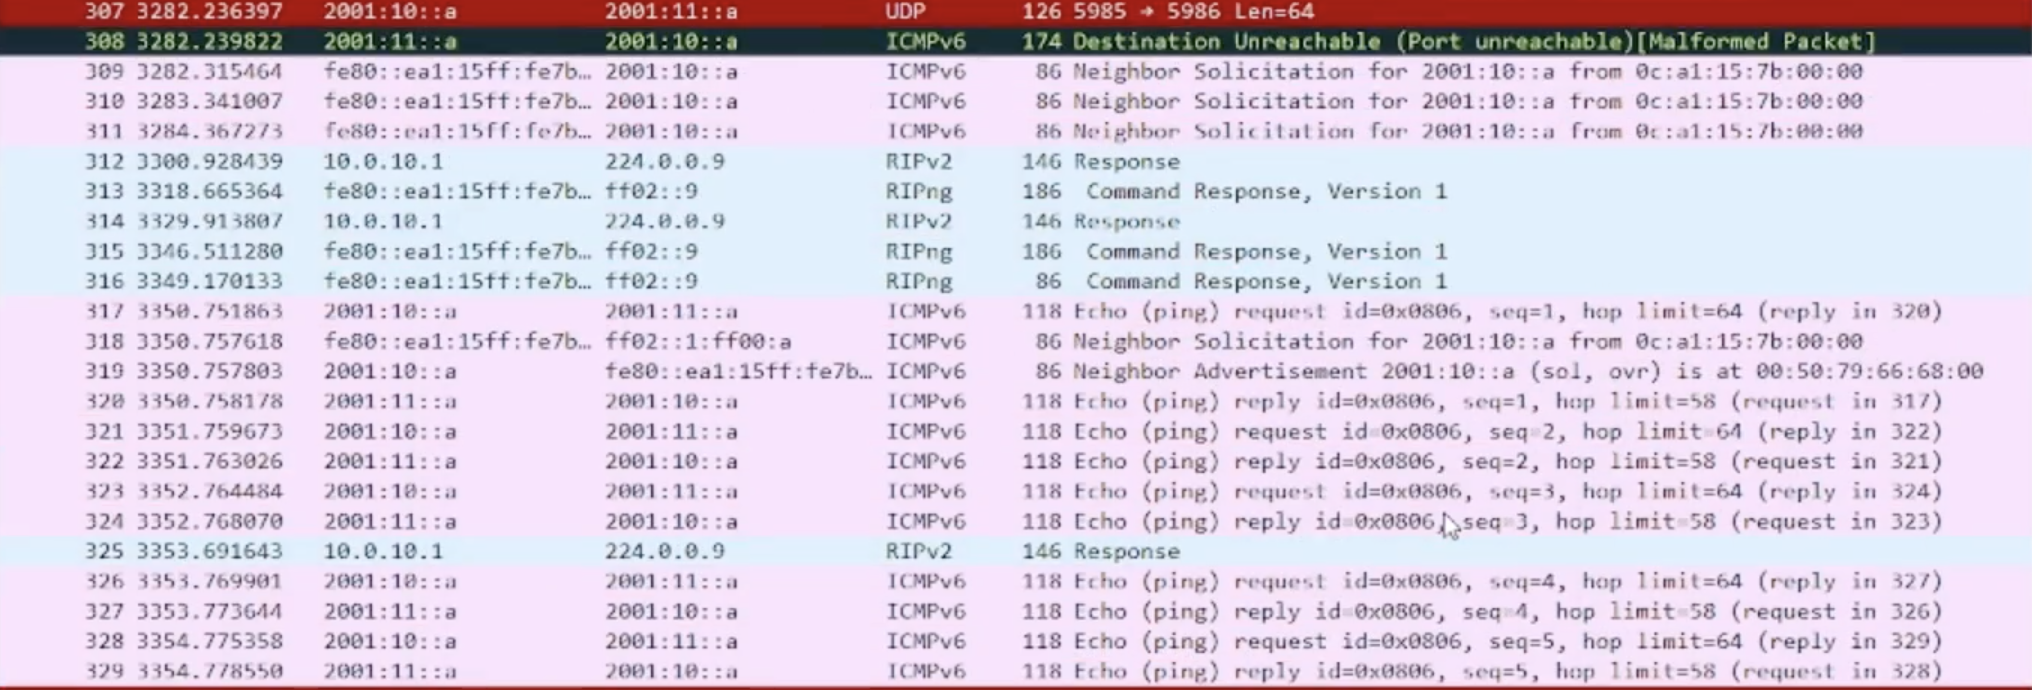 307 3282.236397 2001:10::a 2001:11::a UDP 126 5985 → 5986 Len=64
308 3282.239822 2001:11::a 2001:10::a ICMPv6 174 Destination Unreachable (Port unreachable)[Malformed Packet]
309 3282.315464 fe80::ea1:15ff:fe7b… 2001:10::a ICMPv6 86 Neighbor Solicitation for 2001:10::a from 0c:a1:15:7b:00:00
310 3283.341007 fe80::ea1:15ff:fe7b… 2001:10::a ICMPv6 86 Neighbor Solicitation for 2001:10::a from 0c:a1:15:7b:00:00
311 3284.367273 fe80::ea1:15ff:fe7b… 2001:10::a ICMPv6 86 Neighbor Solicitation for 2001:10::a from 0c:a1:15:7b:00:00
312 3300.928439 10.0.10.1 224.0.0.9 RIPv2 146 Response
313 3318.665364 fe80::ea1:15ff:fe7b… ff02::9 RIPng 186 Command Response, Version 1
314 3329.913807 10.0.10.1 224.0.0.9 RIPv2 146 Response
315 3346.511280 fe80::ea1:15ff:fe7b… ff02::9 RIPng 186 Command Response, Version 1
316 3349.170133 fe80::ea1:15ff:fe7b… ff02::9 RIPng 86 Command Response, Version 1
317 3350.751863 2001:10::a 2001:11::a ICMPv6 118 Echo (ping) request id=0x0806, seq=1, hop limit=64 (reply in 320)
318 3350.757618 fe80::ea1:15ff:fe7b… ff02::1:ff00:a ICMPv6 86 Neighbor Solicitation for 2001:10::a from 0c:a1:15:7b:00:00
319 3350.757803 2001:10::a fe80::ea1:15ff:fe7b… ICMPv6 86 Neighbor Advertisement 2001:10::a (sol, ovr) is at 00:50:79:66:68:00
320 3350.758178 2001:11::a 2001:10::a ICMPv6 118 Echo (ping) reply id=0x0806, seq=1, hop limit=58 (request in 317)
321 3351.759673 2001:10::a 2001:11::a ICMPv6 118 Echo (ping) request id=0x0806, seq=2, hop limit=64 (reply in 322)
322 3351.763026 2001:11::a 2001:10::a ICMPv6 118 Echo (ping) reply id=0x0806, seq=2, hop limit=58 (request in 321)
323 3352.764484 2001:10::a 2001:11::a ICMPv6 118 Echo (ping) request id=0x0806, seq=3, hop limit=64 (reply in 324)
324 3352.768070 2001:11::a 2001:10::a ICMPv6 118 Echo (ping) reply id=0x0806, seq=3, hop limit=58 (request in 323)
325 3353.691643 10.0.10.1 224.0.0.9 RIPv2 146 Response
326 3353.769901 2001:10::a 2001:11::a ICMPv6 118 Echo (ping) request id=0x0806, seq=4, hop limit=64 (reply in 327)
327 3353.773644 2001:11::a 2001:10::a ICMPv6 118 Echo (ping) reply id=0x0806, seq=4, hop limit=58 (request in 326)
328 3354.775358 2001:10::a 2001:11::a ICMPv6 118 Echo (ping) request id=0x0806, seq=5, hop limit=64 (reply in 329)
329 3354.778550 2001:11::a 2001:10::a ICMPv6 118 Echo (ping) reply id=0x0806, seq=5, hop limit=58 (request in 328)